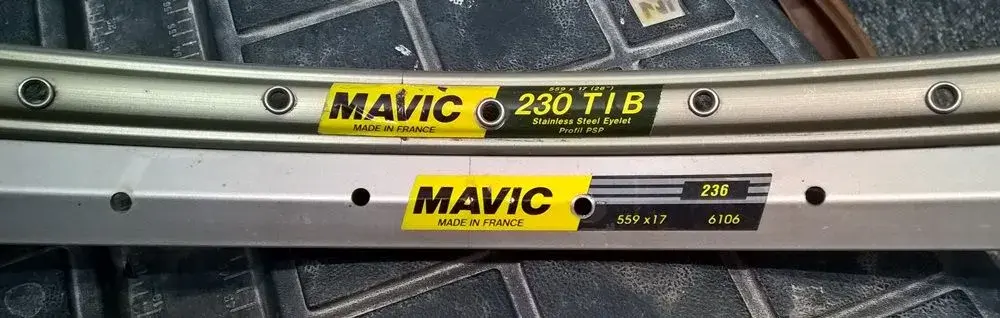 MAVIC
MADE IN FRANCE
559 x 17 (26")
230 TIB
Stainless Steel Eyelet
Profil PSP
MAVIC
MADE IN FRANCE
236
559 x17 6106